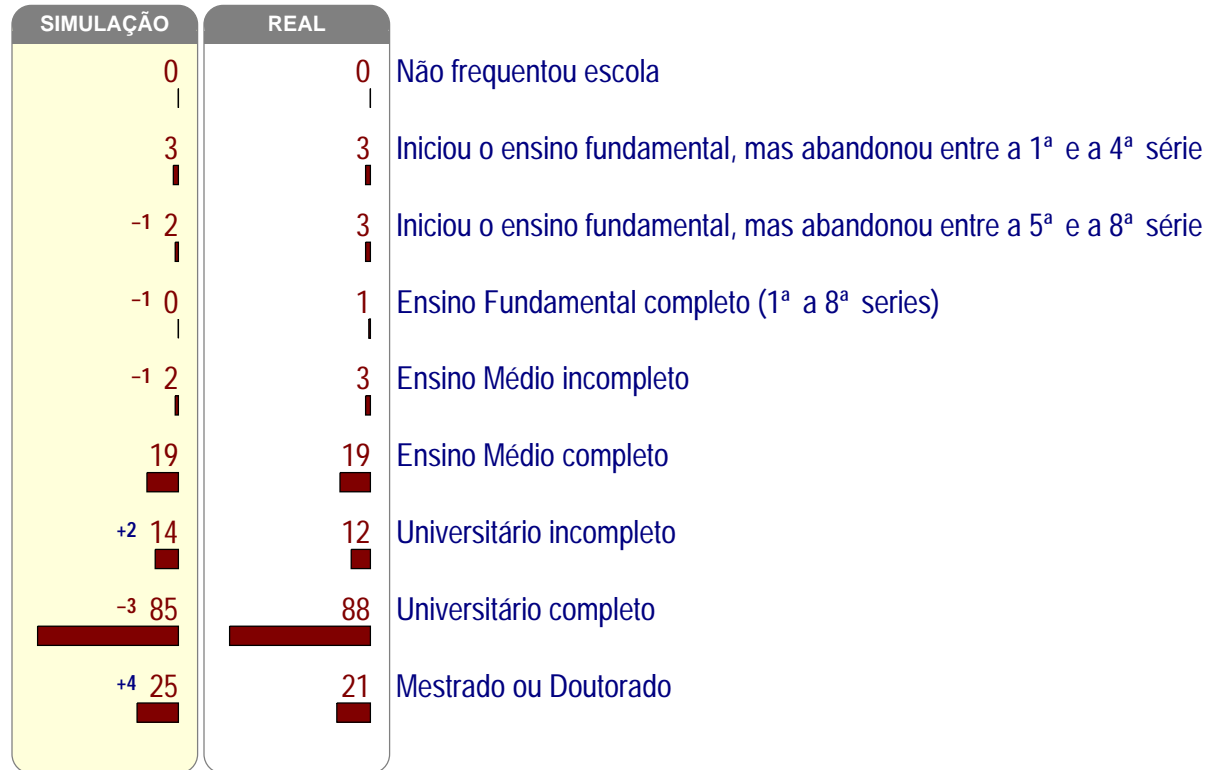 SIMULAÇÃO REAL
0 0 Não frequentou escola
3 3 Iniciou o ensino fundamental, mas abandonou entre a 1ª e a 4ª série
–1 2 3 Iniciou o ensino fundamental, mas abandonou entre a 5ª e a 8ª série
–1 0 1 Ensino Fundamental completo (1ª a 8ª series)
–1 2 3 Ensino Médio incompleto
19 19 Ensino Médio completo
+2 14 12 Universitário incompleto
–3 85 88 Universitário completo
+4 25 21 Mestrado ou Doutorado